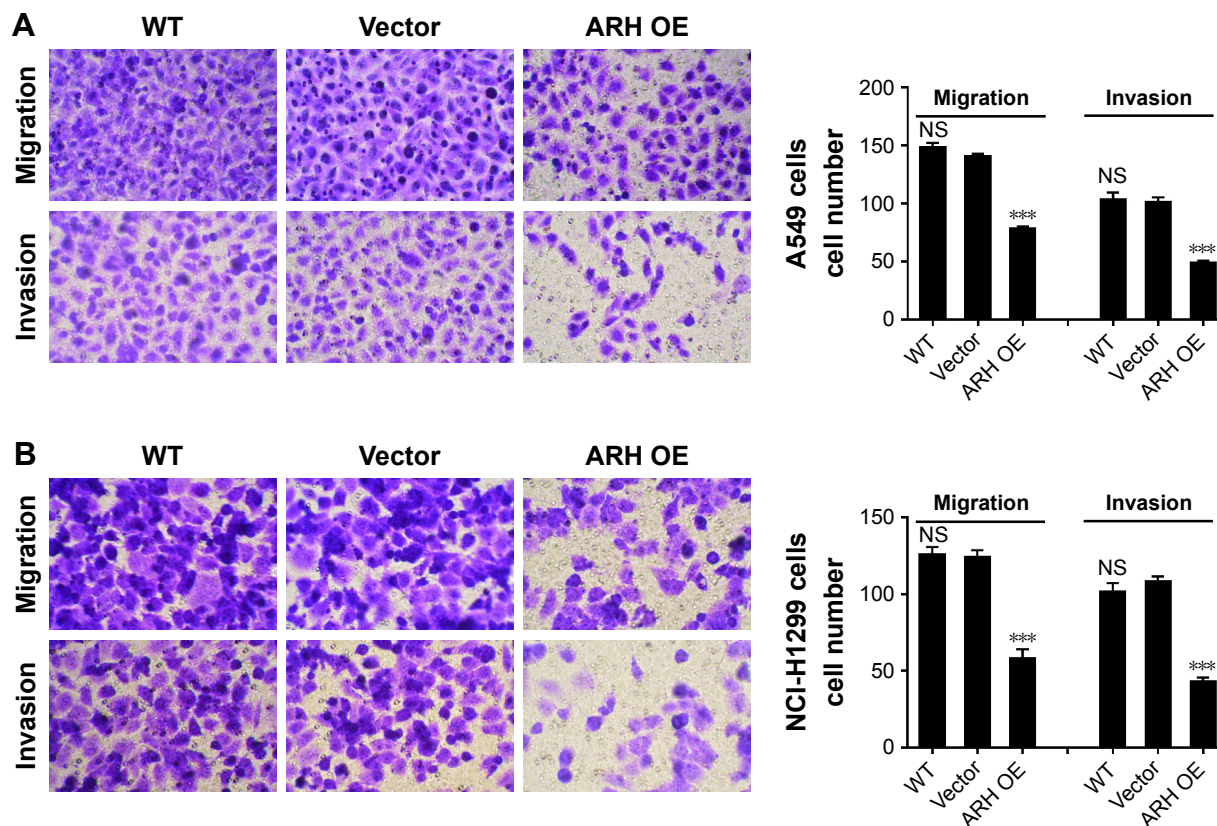 A
WT
Vector
ARH OE
Migration
Invasion
A549 cells
cell number
200
150
100
50
0
Migration
Invasion
NS
***
NS
***
WT
Vector
ARH OE
WT
Vector
ARH OE
B
WT
Vector
ARH OE
Migration
Invasion
NCI-H1299 cells
cell number
150
100
50
0
Migration
Invasion
NS
***
NS
***
WT
Vector
ARH OE
WT
Vector
ARH OE